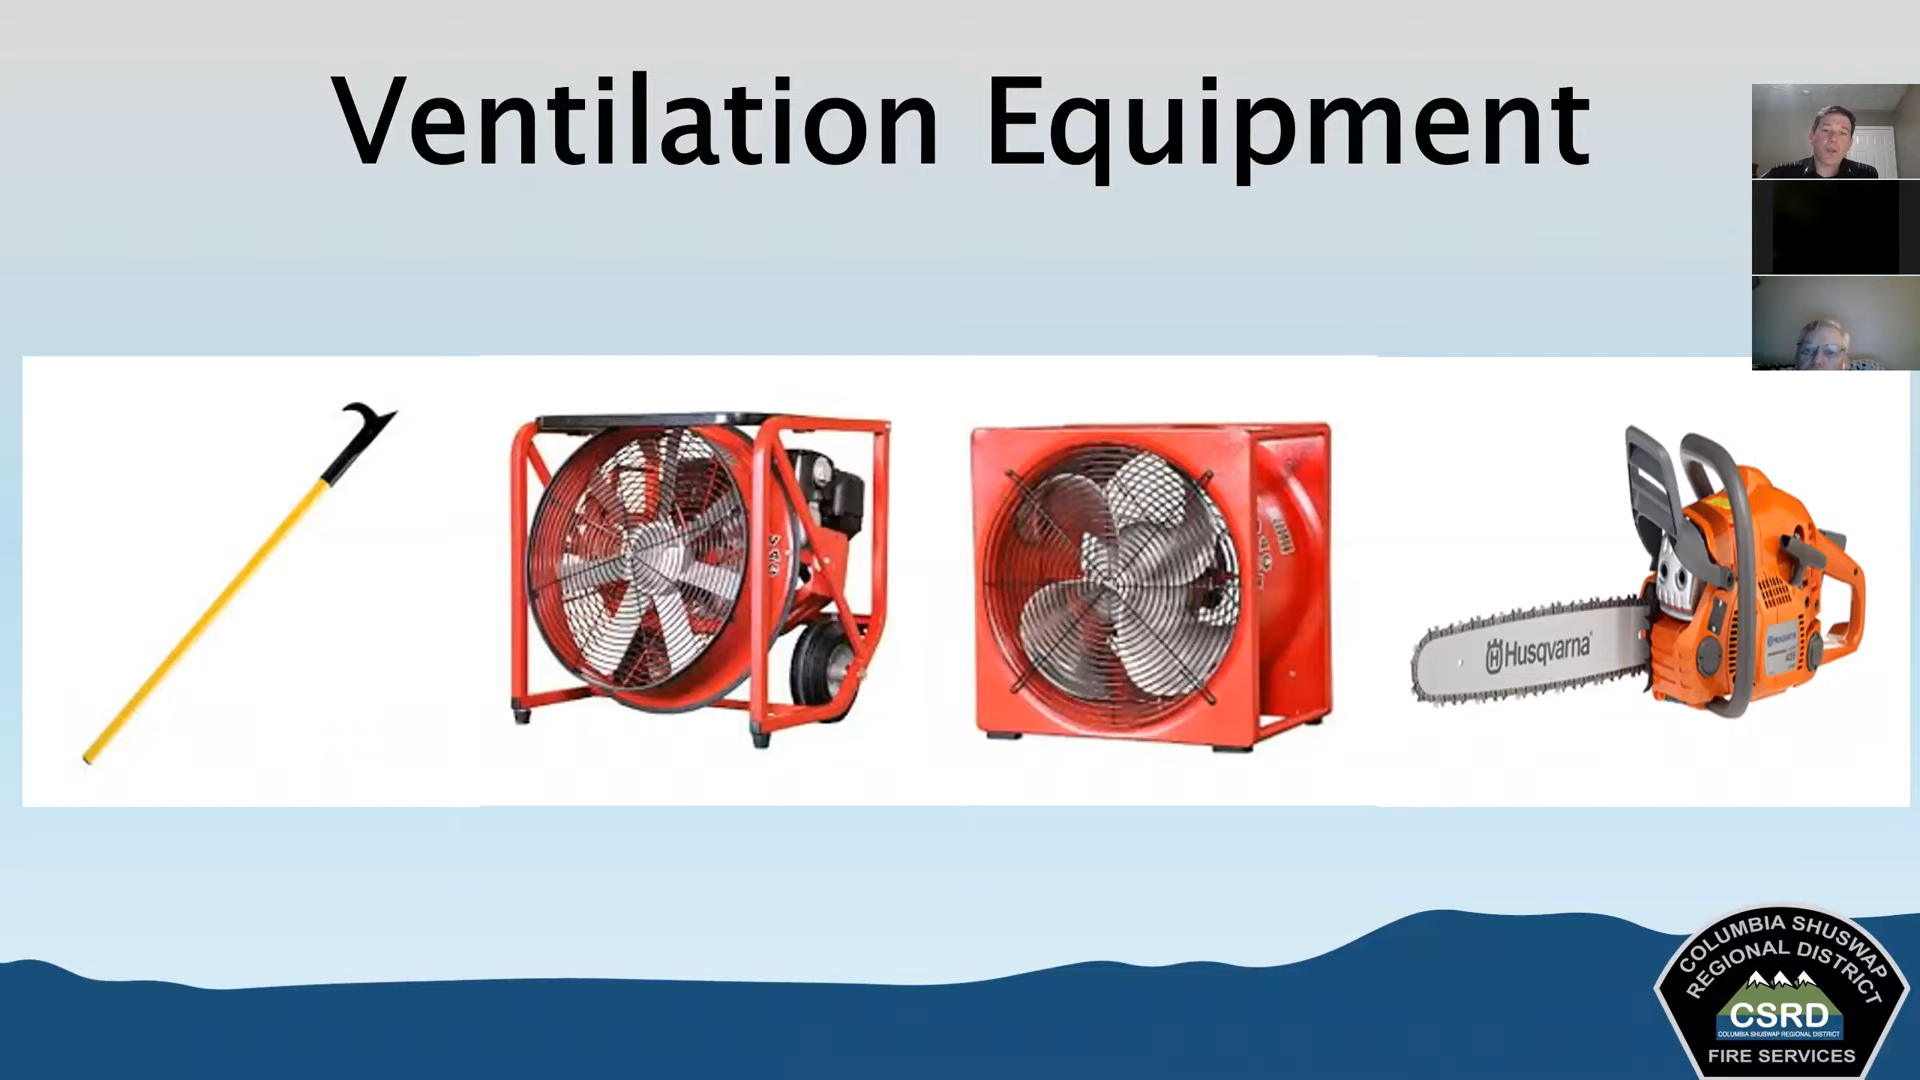 Ventilation Equipment
Husqvarna
COLUMBIA SHUSWAP
REGIONAL DISTRICT
CSRD
COLUMBIA SHUSWAP REGIONAL DISTRICT
FIRE SERVICES